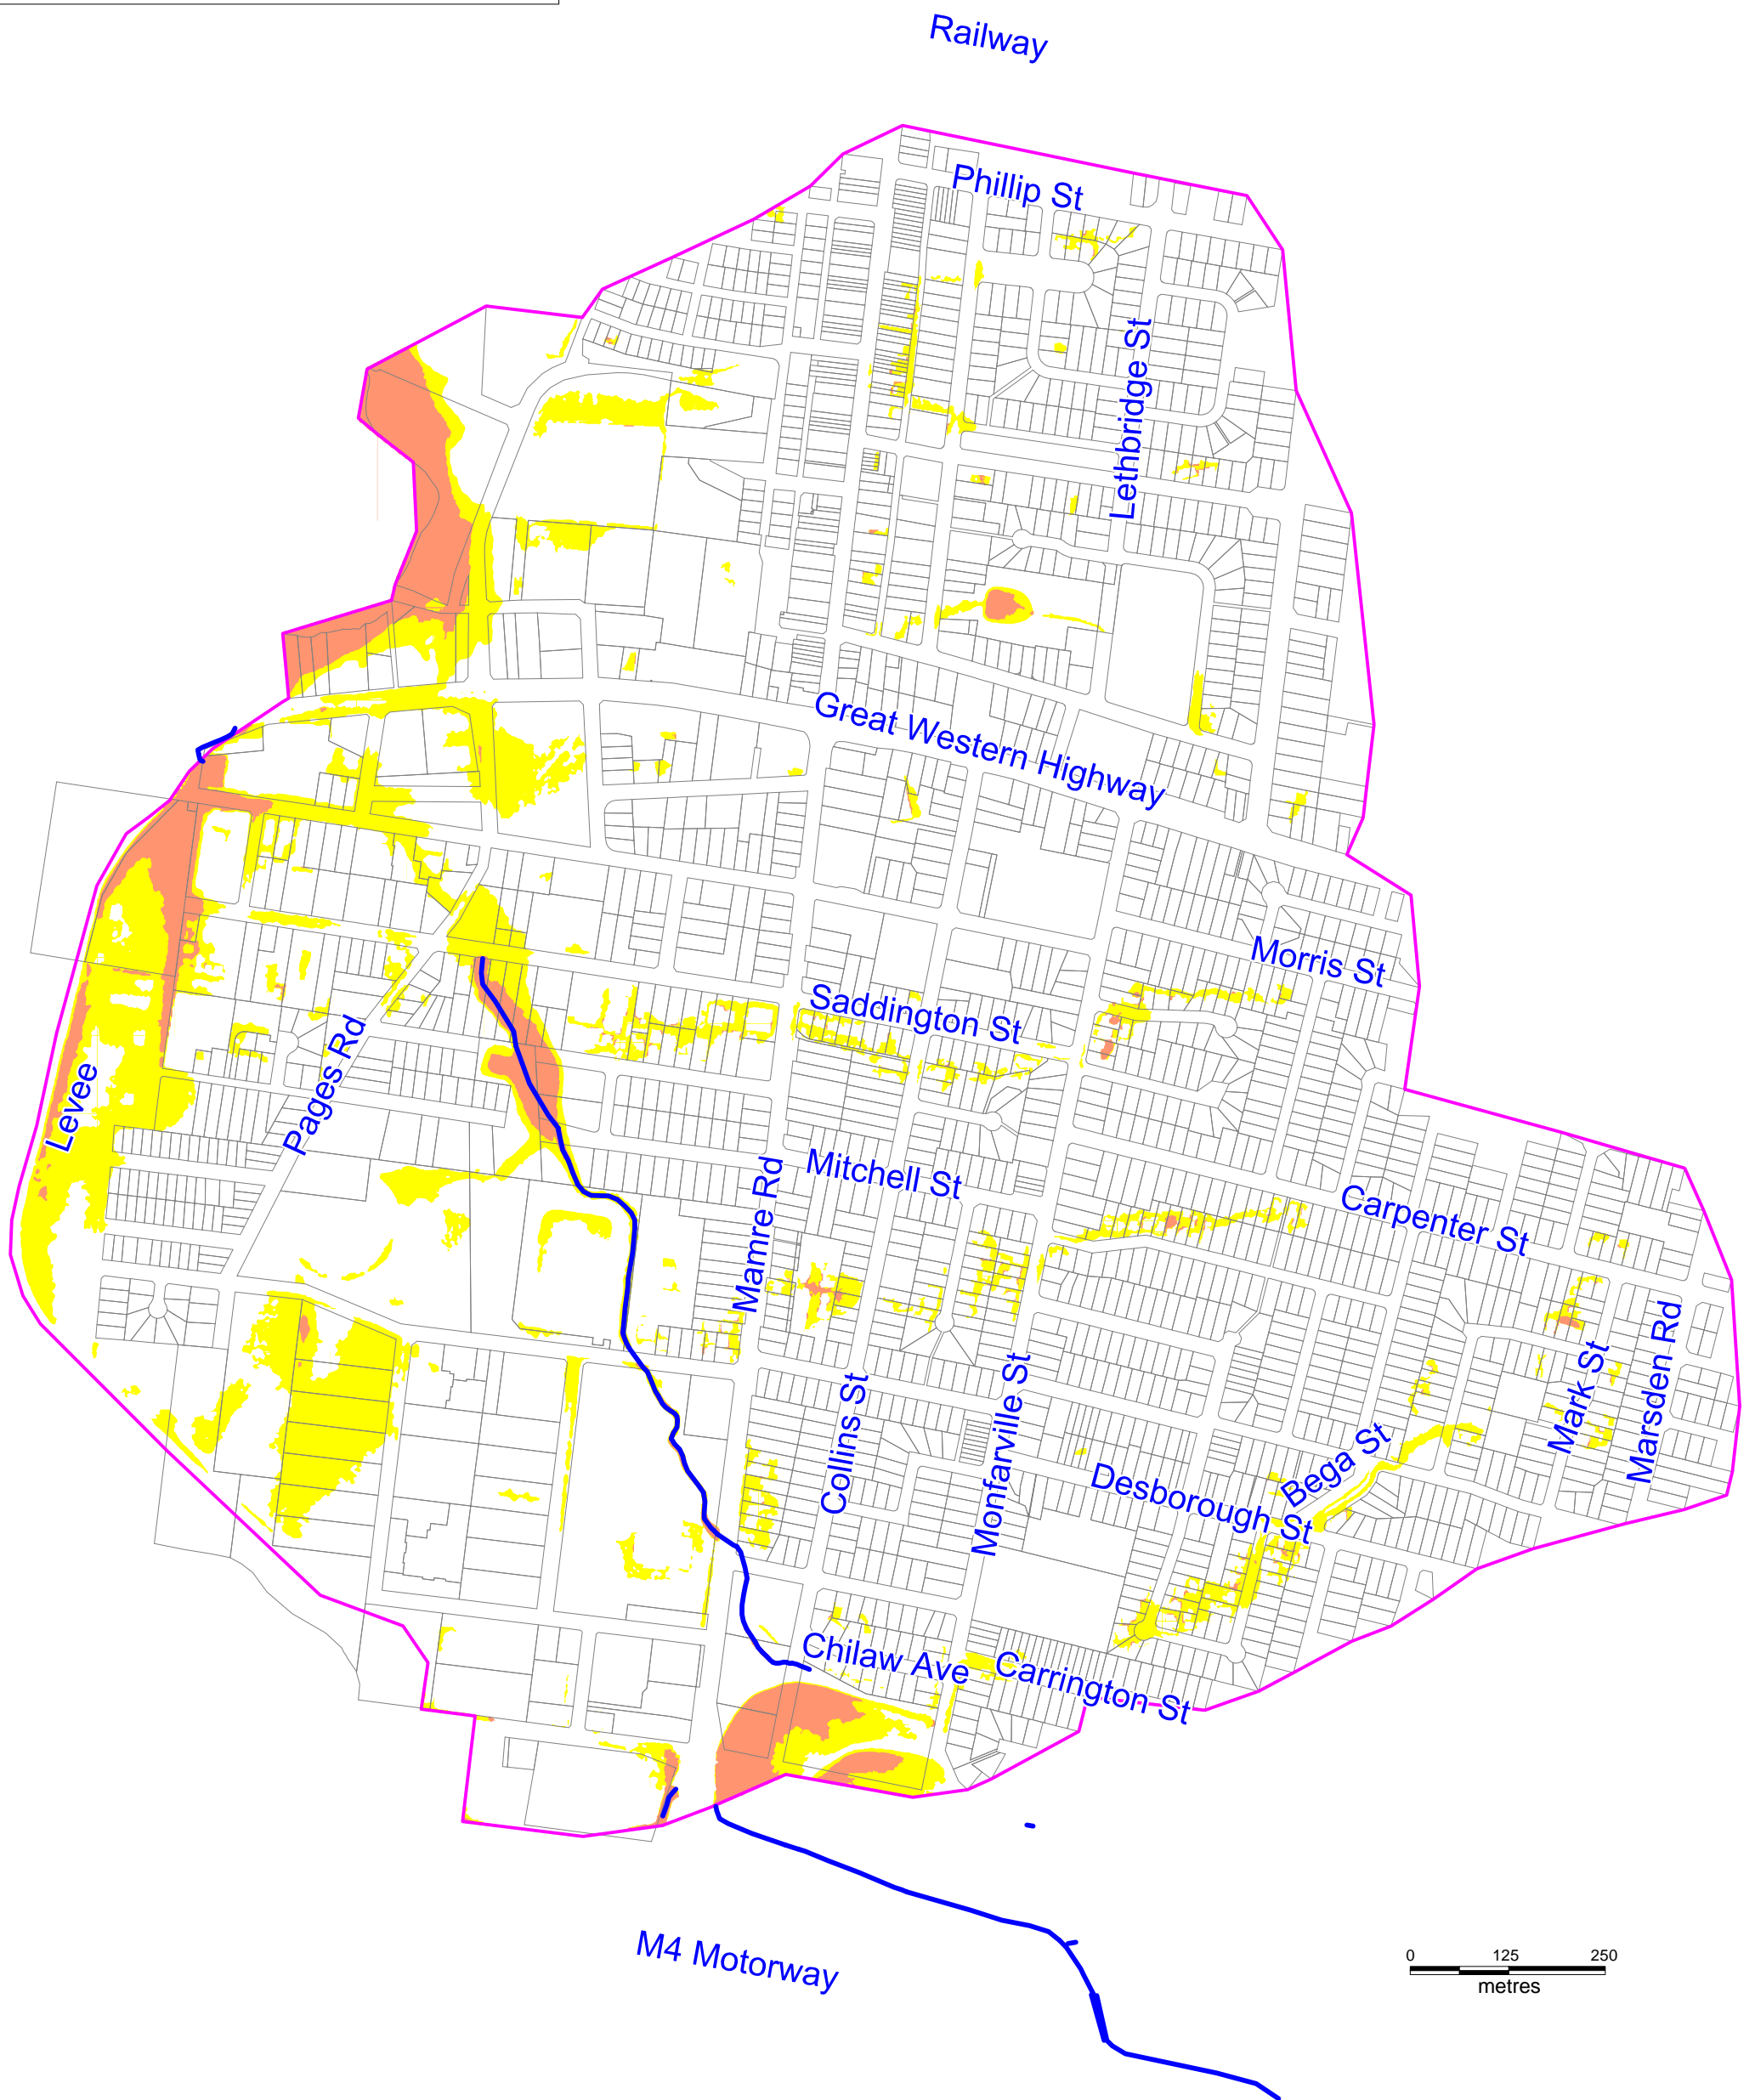 Railway
Phillip St
Lethbridge St
Great Western Highway
Morris St
Saddington St
Pages Rd
Levee
Mitchell St
Mamre Rd
Carpenter St
Mark St
Marsden Rd
Collins St
Monfarville St
Bega St
Desborough St
Chilaw Ave
Carrington St
M4 Motorway
0 125 250
metres